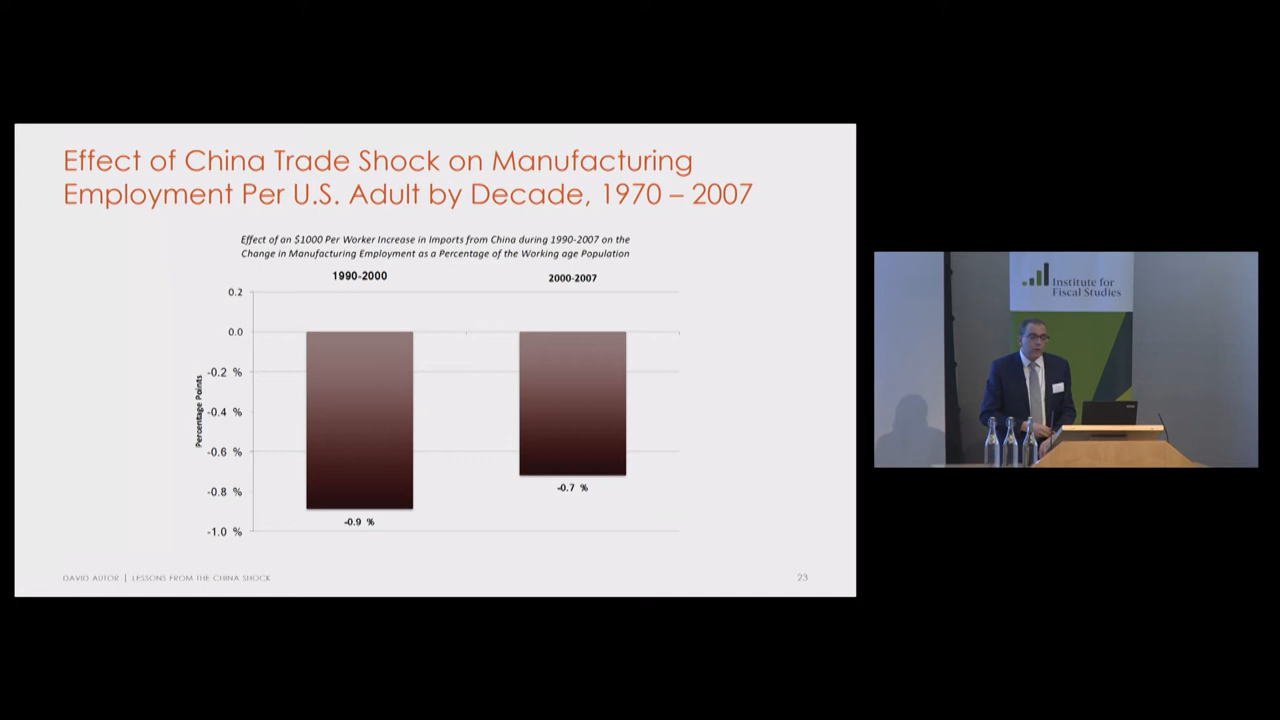 Effect of China Trade Shock on Manufacturing
Employment Per U.S. Adult by Decade, 1970 – 2007
Effect of an $1000 Per Worker Increase in Imports from China during 1990-2007 on the
Change in Manufacturing Employment as a Percentage of the Working age Population
1990-2000
2000-2007
0.2
0.0
-0.2 %
-0.4 %
-0.6 %
-0.8 %
-1.0 %
Percentage Points
-0.9 %
-0.7 %
DAVID AUTOR | LESSONS FROM THE CHINA SHOCK
23
Institute for
Fiscal Studies